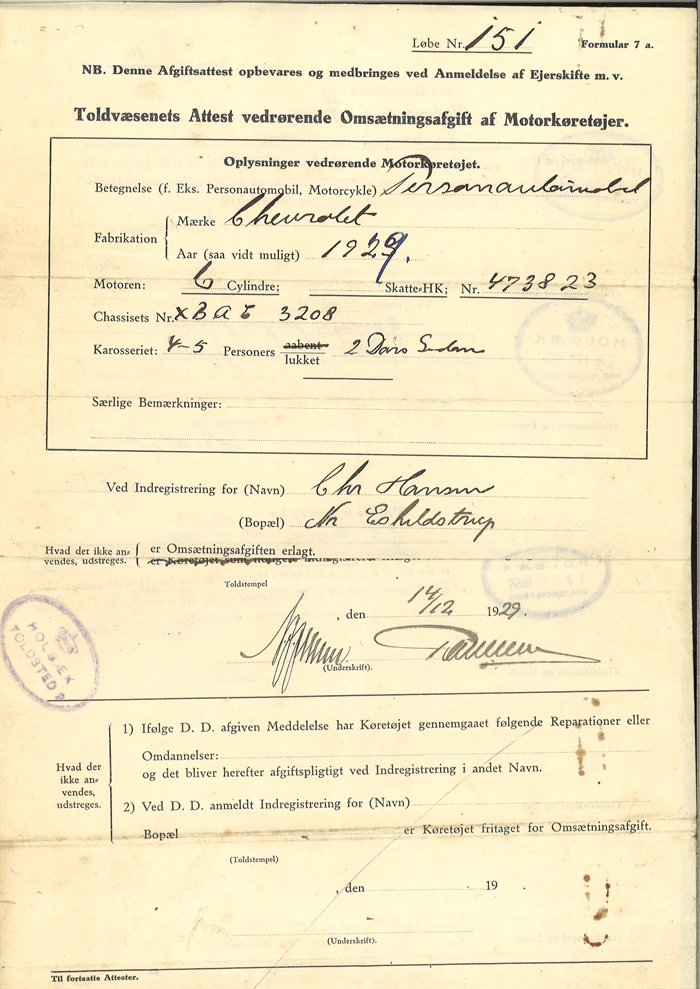 Løbe Nr. 151 Formular 7 a.
NB. Denne Afgiftsattest opbevares og medbringes ved Anmeldelse af Ejerskifte m. v.
Toldvæsenets Attest vedrørende Omsætningsafgift af Motorkøretøjer.
Oplysninger vedrørende Motorkøretøjet.
Betegnelse (f. Eks. Personautomobil, Motorcykle) Personautomobil
Fabrikation
Mærke Chevrolet
Aar (saa vidt muligt) 1929.
Motoren: 6 Cylindre; Skatte-HK; Nr. 473823
Chassisets Nr. XBAE 3208
Karosseriet: 4-5 Personers aabent lukket 2 Dørs Sedan
Særlige Bemærkninger:
Ved Indregistrering for (Navn) Chr Hansen
(Bopæl) Nr Eskildstrup
Hvad der ikke anvendes, udstreges.
er Omsætningsafgiften erlagt.
er Køretøjet som
Toldstempel
, den 14/12 1929.
(Underskrift).
HOLBÆK
TOLDSTED
1) Ifølge D. D. afgiven Meddelelse har Køretøjet gennemgaaet følgende Reparationer eller
Omdannelser:
og det bliver herefter afgiftspligtigt ved Indregistrering i andet Navn.
Hvad der ikke anvendes, udstreges.
2) Ved D. D. anmeldt Indregistrering for (Navn)
Bopæl er Køretøjet fritaget for Omsætningsafgift.
(Toldstempel)
, den 19 .
(Underskrift).
Til fortsatte Attester.